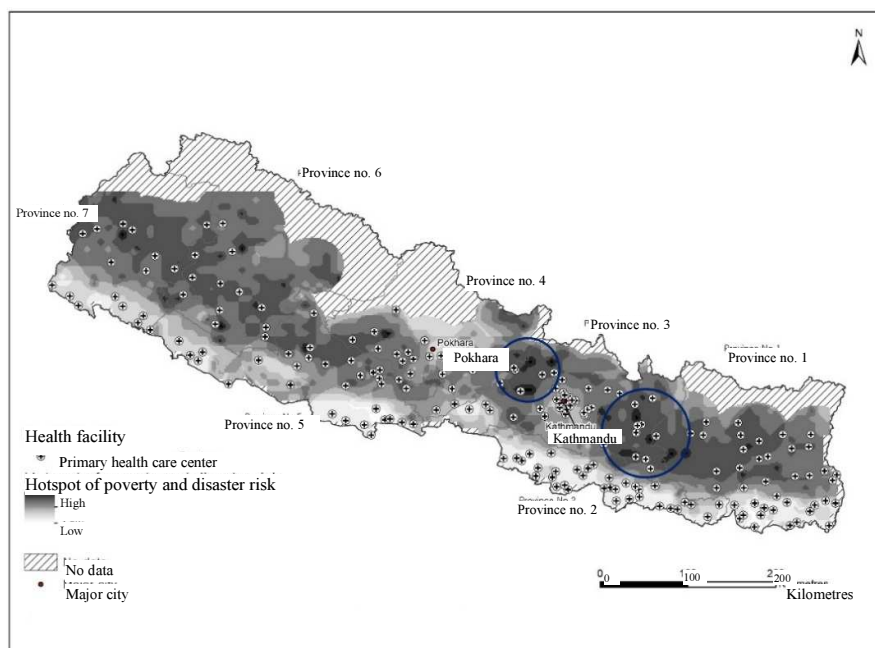 N
Province no. 6
Province no. 7
Province no. 4
Province no. 3
Pokhara
Pokhara
Province no. 1
Province no. 5
Kathmandu
Kathmandu
Health facility
Primary health care center
Hotspot of poverty and disaster risk
High
Low
Province no. 2
No data
Major city
0 100 200
Kilometres